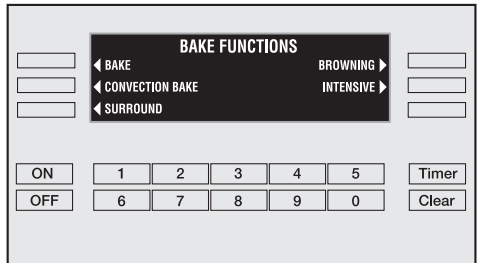 BAKE FUNCTIONS
◀ BAKE BROWNING ▶
◀ CONVECTION BAKE INTENSIVE ▶
◀ SURROUND
ON 1 2 3 4 5 Timer
OFF 6 7 8 9 0 Clear